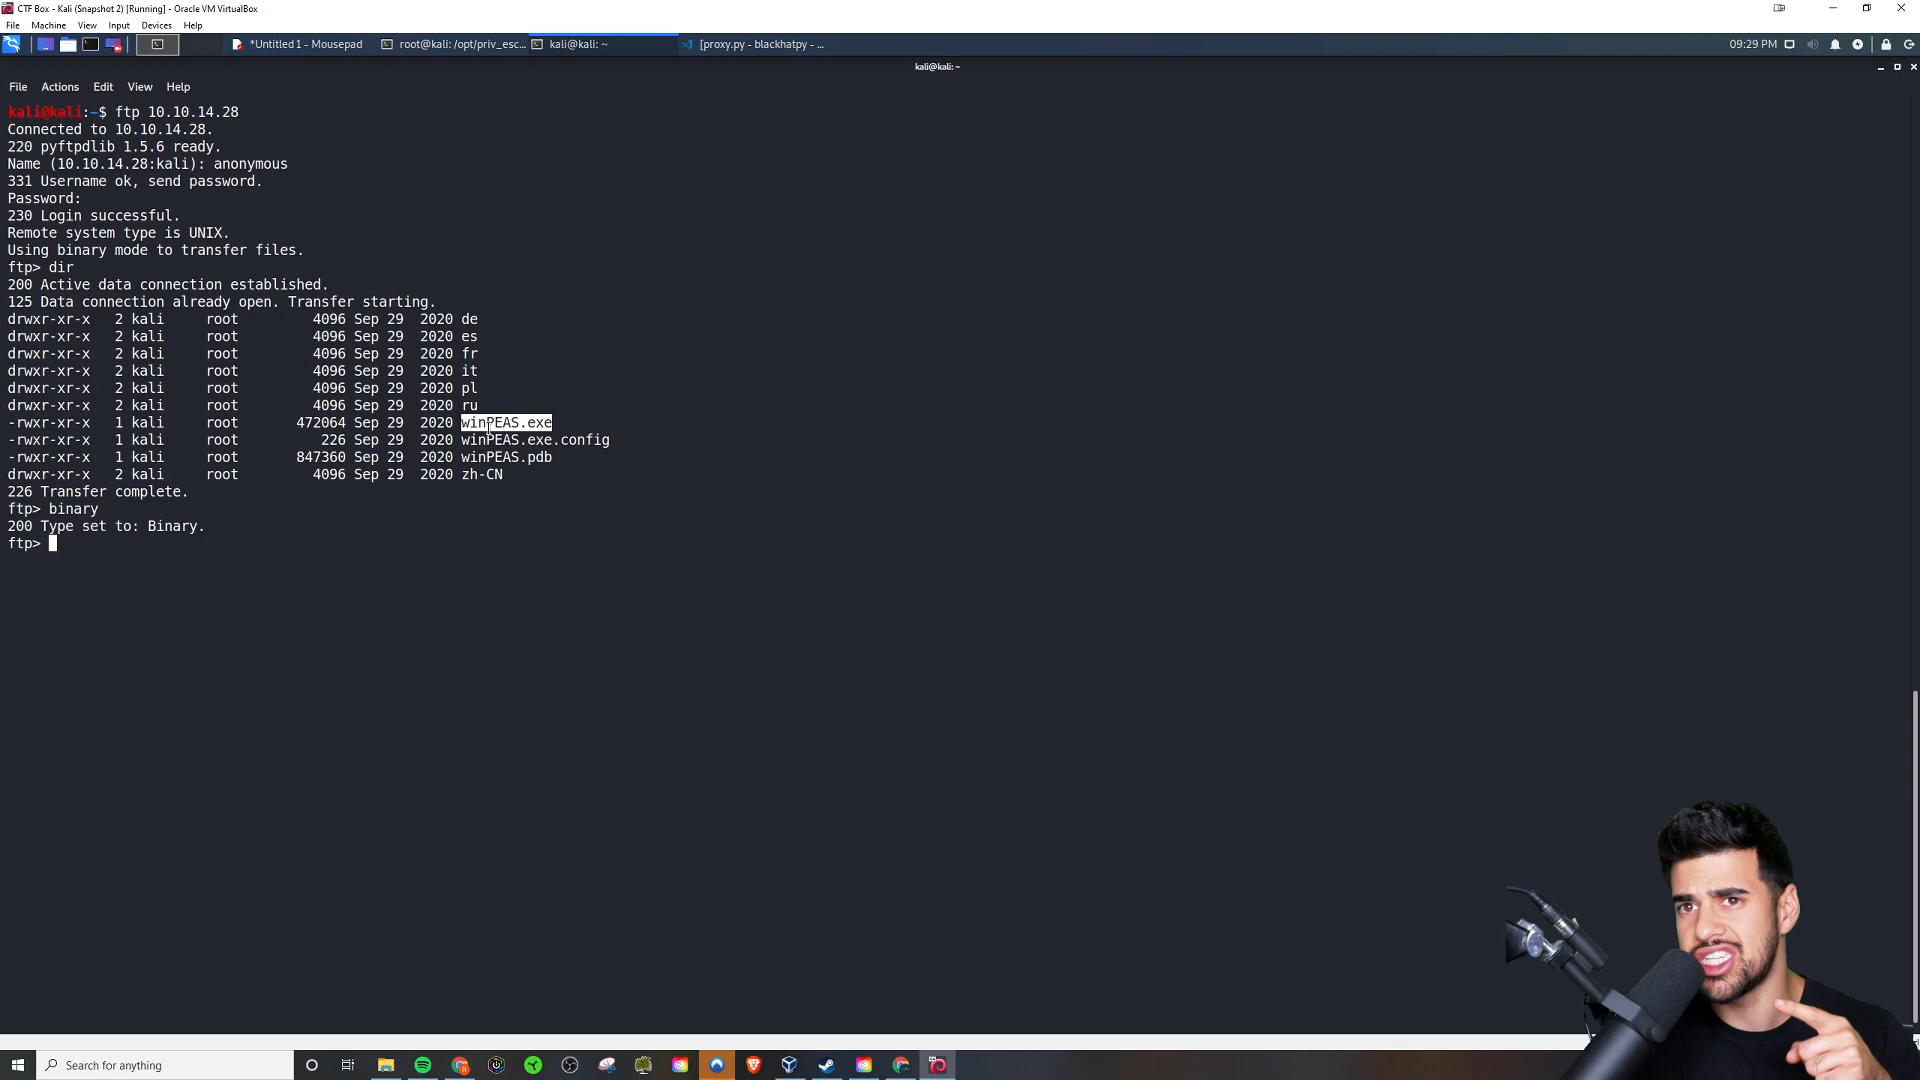 CTF Box - Kali (Snapshot 2) [Running] - Oracle VM VirtualBox
File Machine View Input Devices Help
*Untitled 1 - Mousepad
root@kali: /opt/priv_esc...
kali@kali: ~
[proxy.py - blackhatpy - ...
09:29 PM
kali@kali: ~
File Actions Edit View Help
kali@kali:~$ ftp 10.10.14.28
Connected to 10.10.14.28.
220 pyftpdlib 1.5.6 ready.
Name (10.10.14.28:kali): anonymous
331 Username ok, send password.
Password:
230 Login successful.
Remote system type is UNIX.
Using binary mode to transfer files.
ftp> dir
200 Active data connection established.
125 Data connection already open. Transfer starting.
drwxr-xr-x 2 kali root 4096 Sep 29 2020 de
drwxr-xr-x 2 kali root 4096 Sep 29 2020 es
drwxr-xr-x 2 kali root 4096 Sep 29 2020 fr
drwxr-xr-x 2 kali root 4096 Sep 29 2020 it
drwxr-xr-x 2 kali root 4096 Sep 29 2020 pl
drwxr-xr-x 2 kali root 4096 Sep 29 2020 ru
-rwxr-xr-x 1 kali root 472064 Sep 29 2020 winPEAS.exe
-rwxr-xr-x 1 kali root 226 Sep 29 2020 winPEAS.exe.config
-rwxr-xr-x 1 kali root 847360 Sep 29 2020 winPEAS.pdb
drwxr-xr-x 2 kali root 4096 Sep 29 2020 zh-CN
226 Transfer complete.
ftp> binary
200 Type set to: Binary.
ftp>
Search for anything